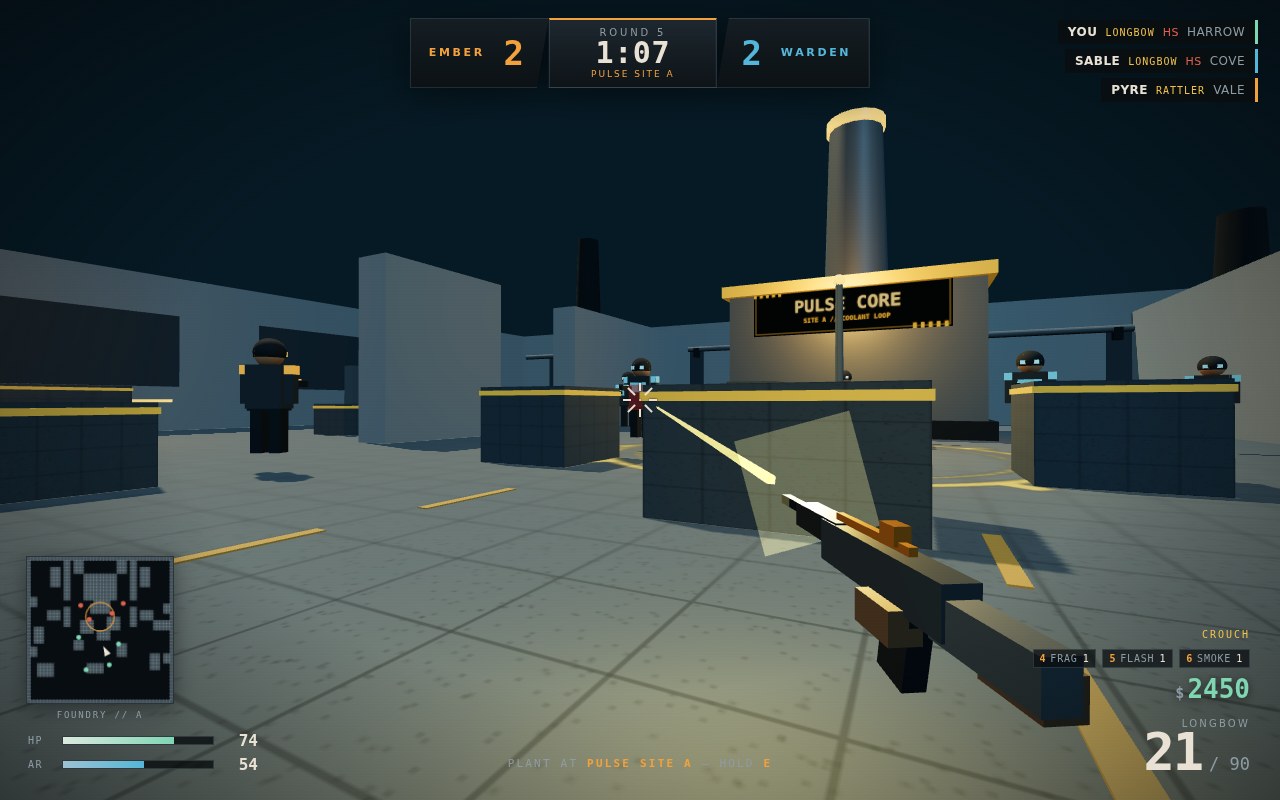 EMBER 2
ROUND 5
1:07
PULSE SITE A
2 WARDEN
YOU LONGBOW HS HARROW
SABLE LONGBOW HS COVE
PYRE RATTLER VALE
PULSE CORE
SITE A // COOLANT LOOP
FOUNDRY // A
HP 74
AR 54
PLANT AT PULSE SITE A - HOLD E
CROUCH
4 FRAG 1 5 FLASH 1 6 SMOKE 1
$2450
LONGBOW
21 / 90